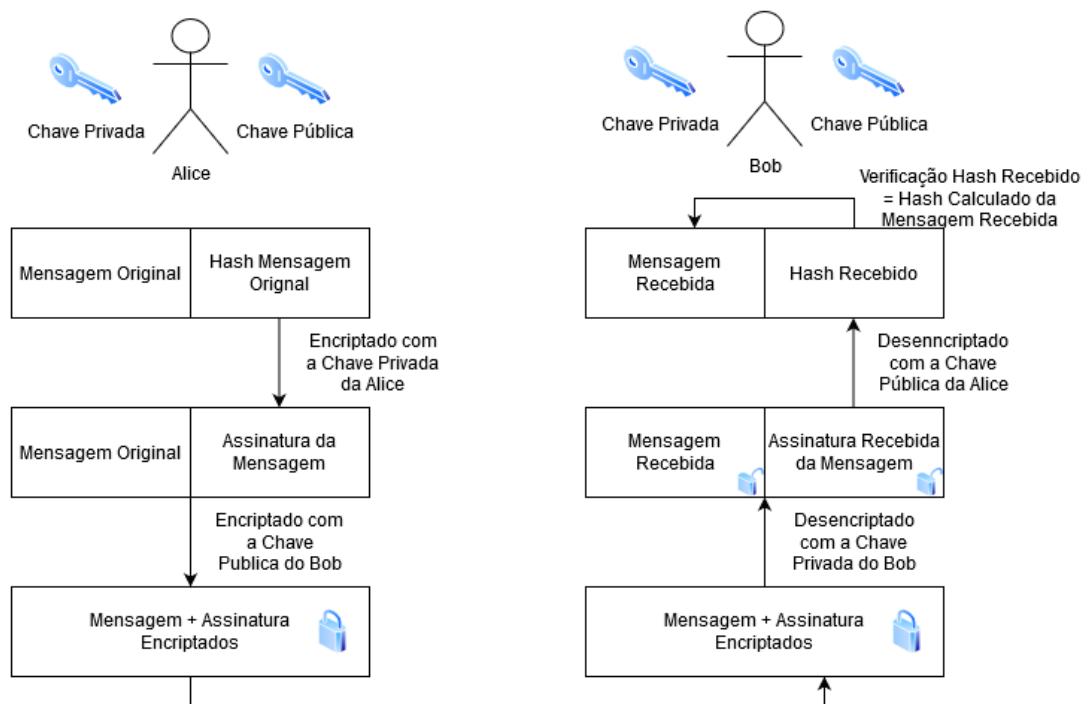 Chave Privada
Chave Pública
Alice
Mensagem Original
Hash Mensagem
Orignal
Encriptado com
a Chave Privada
da Alice
Mensagem Original
Assinatura da
Mensagem
Encriptado com
a Chave
Publica do Bob
Mensagem + Assinatura
Encriptados
Chave Privada
Chave Pública
Bob
Verificação Hash Recebido
= Hash Calculado da
Mensagem Recebida
Mensagem
Recebida
Hash Recebido
Desenncriptado
com a Chave
Pública da Alice
Mensagem
Recebida
Assinatura Recebida
da Mensagem
Desencriptado
com a Chave
Privada do Bob
Mensagem + Assinatura
Encriptados